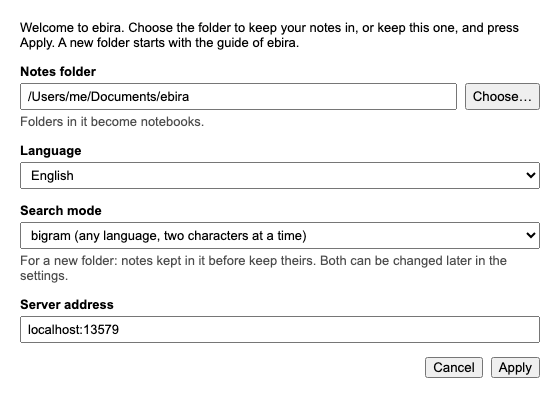 Welcome to ebira. Choose the folder to keep your notes in, or keep this one, and press
Apply. A new folder starts with the guide of ebira.
Notes folder
/Users/me/Documents/ebira
Choose…
Folders in it become notebooks.
Language
English
Search mode
bigram (any language, two characters at a time)
For a new folder: notes kept in it before keep theirs. Both can be changed later in the
settings.
Server address
localhost:13579
Cancel
Apply